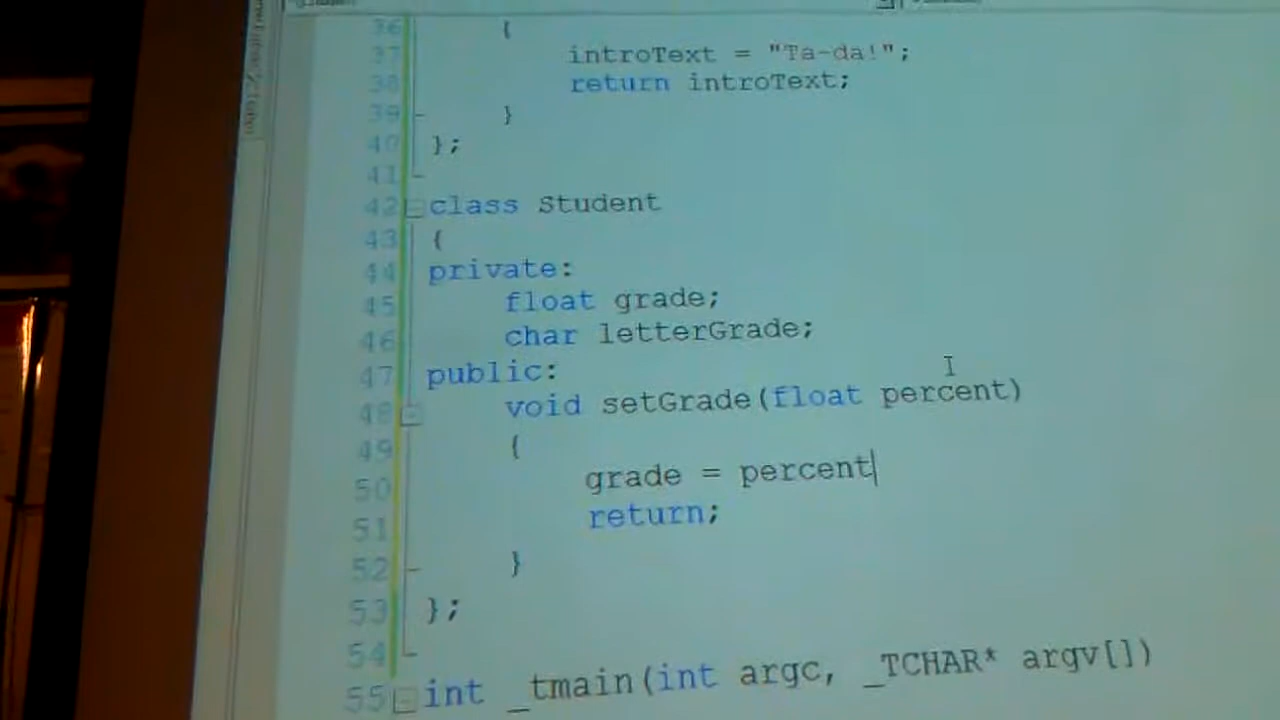 36 {
37 introText = "Ta-da!";
38 return introText;
39 }
40 };
41
42 class Student
43 {
44 private:
45 float grade;
46 char letterGrade;
47 public:
48 void setGrade(float percent)
49 {
50 grade = percent
51 return;
52 }
53 };
54
55 int _tmain(int argc, _TCHAR* argv[])